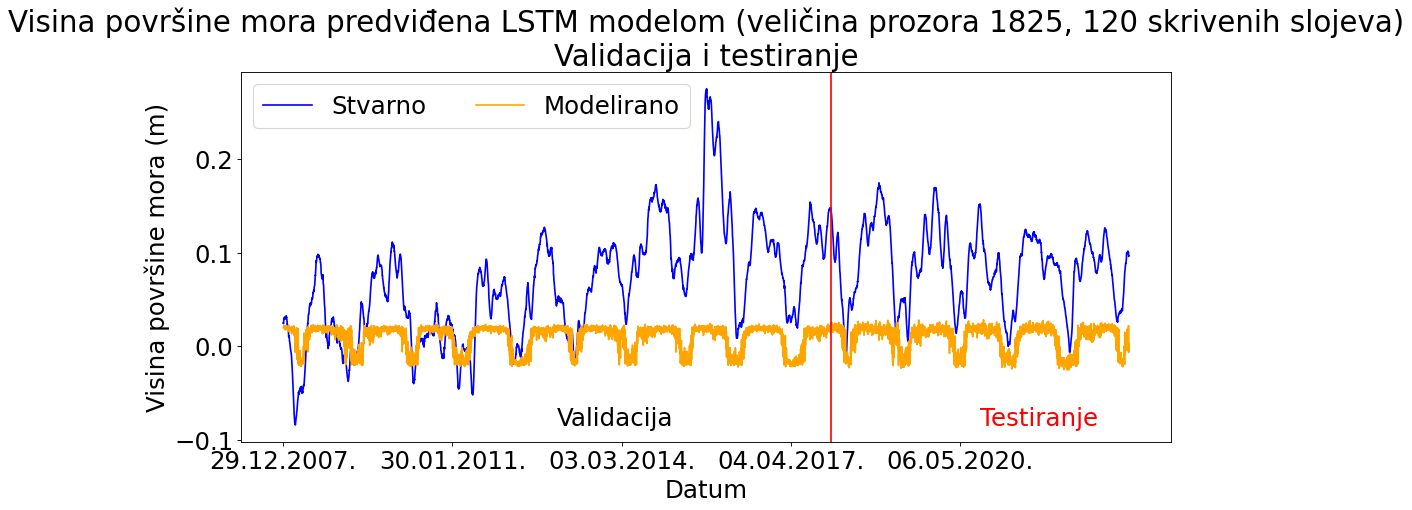 Visina površine mora predviđena LSTM modelom (veličina prozora 1825, 120 skrivenih slojeva)
Validacija i testiranje
Stvarno
Modelirano
Visina površine mora (m)
0.2
0.1
0.0
−0.1
Validacija
Testiranje
29.12.2007.
30.01.2011.
03.03.2014.
04.04.2017.
06.05.2020.
Datum